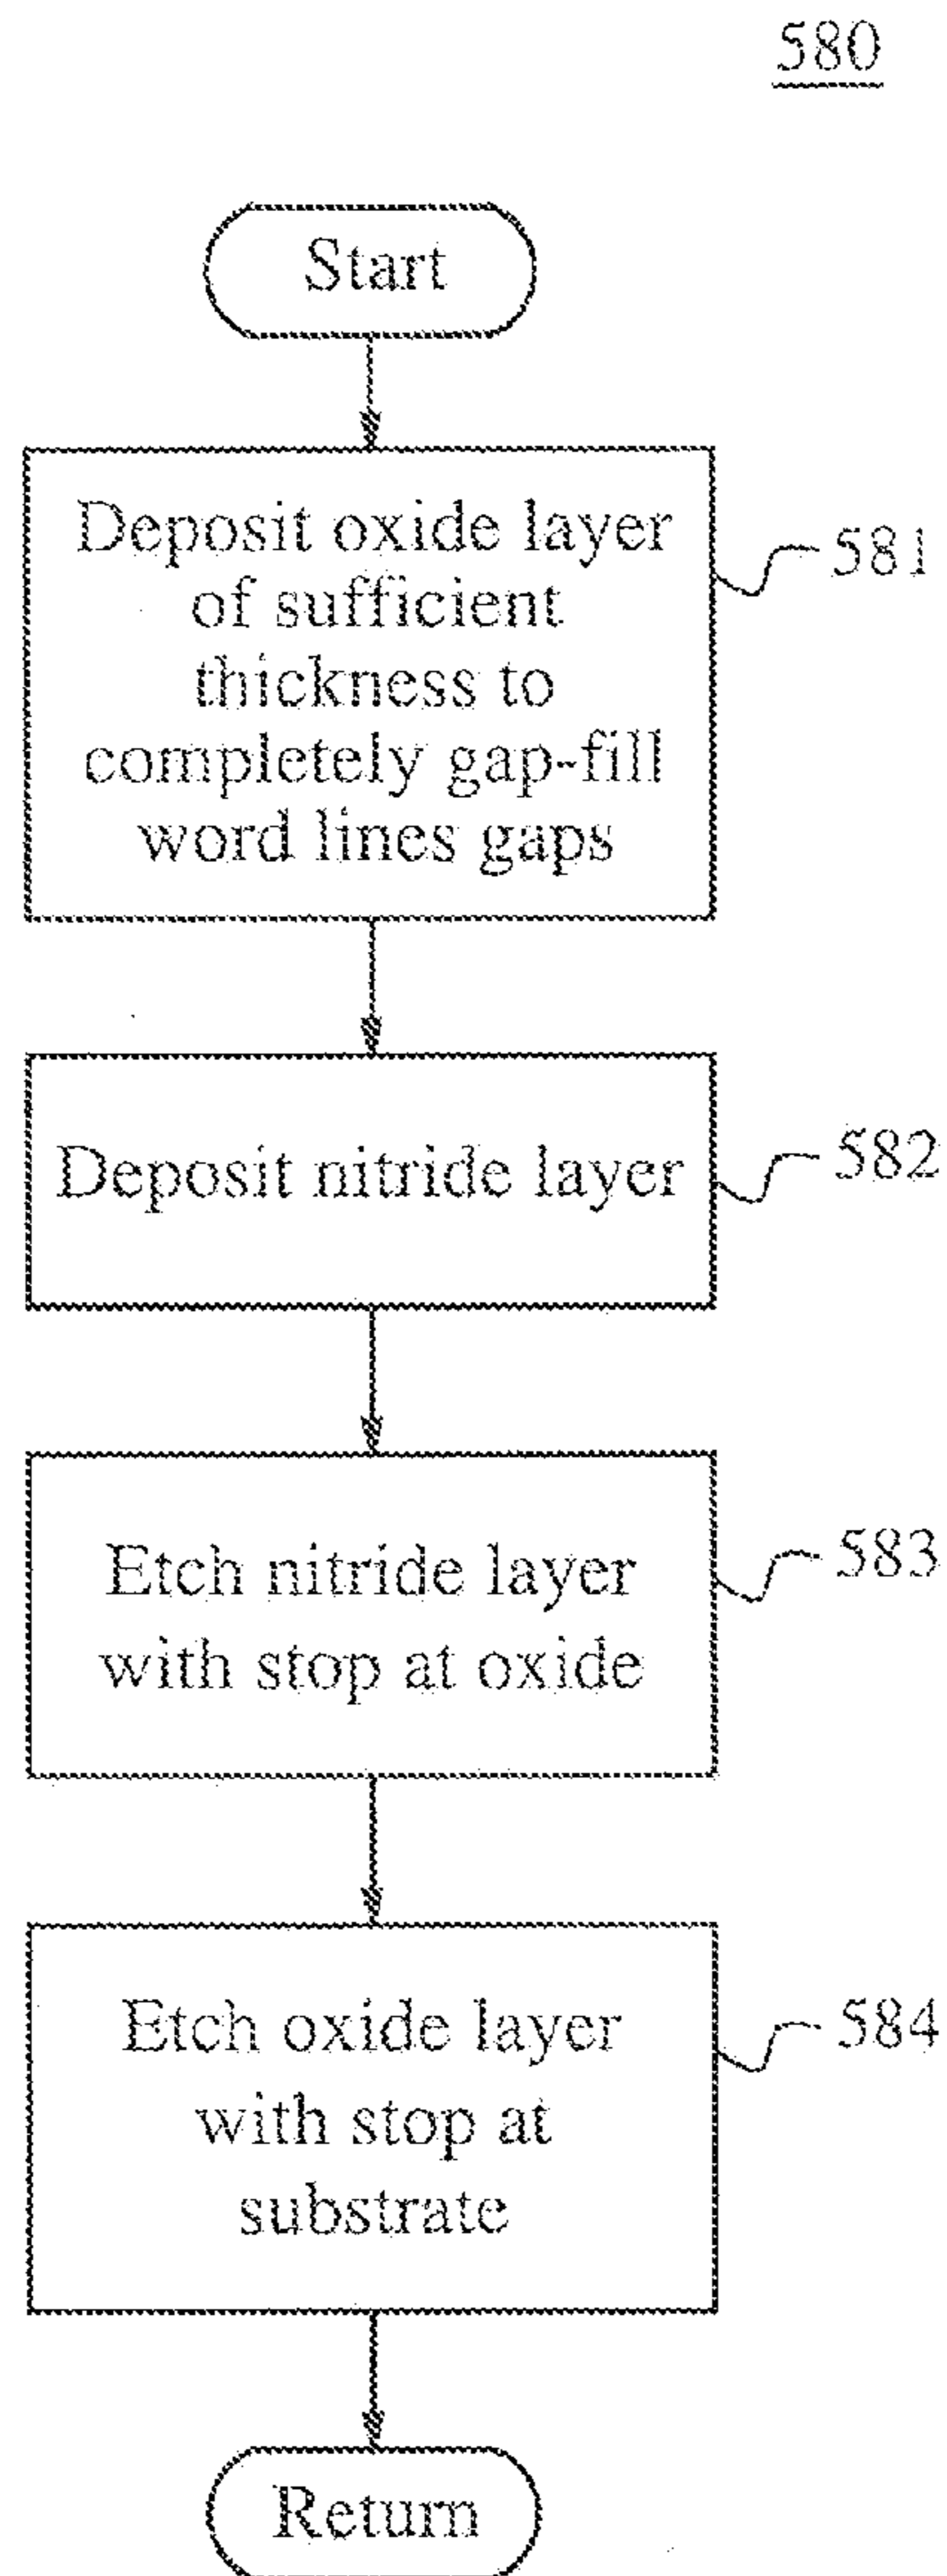 580
Start
Deposit oxide layer
of sufficient
thickness to
completely gap-fill
word lines gaps
581
Deposit nitride layer
582
Etch nitride layer
with stop at oxide
583
Etch oxide layer
with stop at
substrate
584
Return